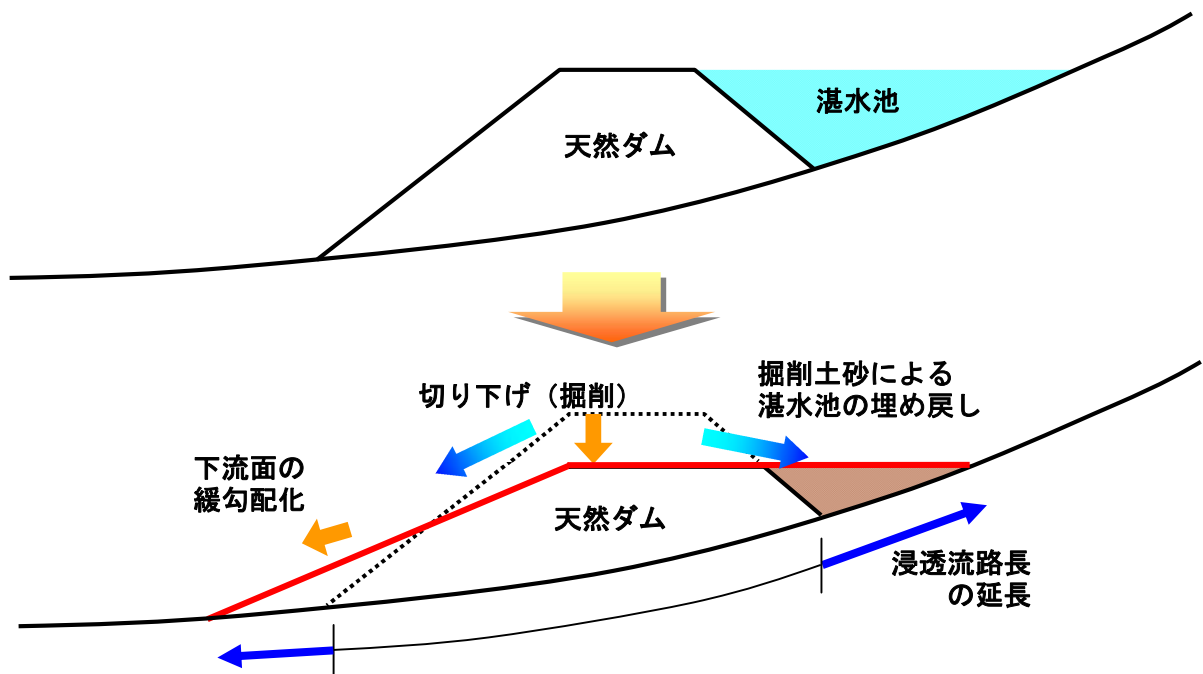 湛水池
天然ダム
切り下げ（掘削）
掘削土砂による
湛水池の埋め戻し
下流面の
緩勾配化
天然ダム
浸透流路長
の延長